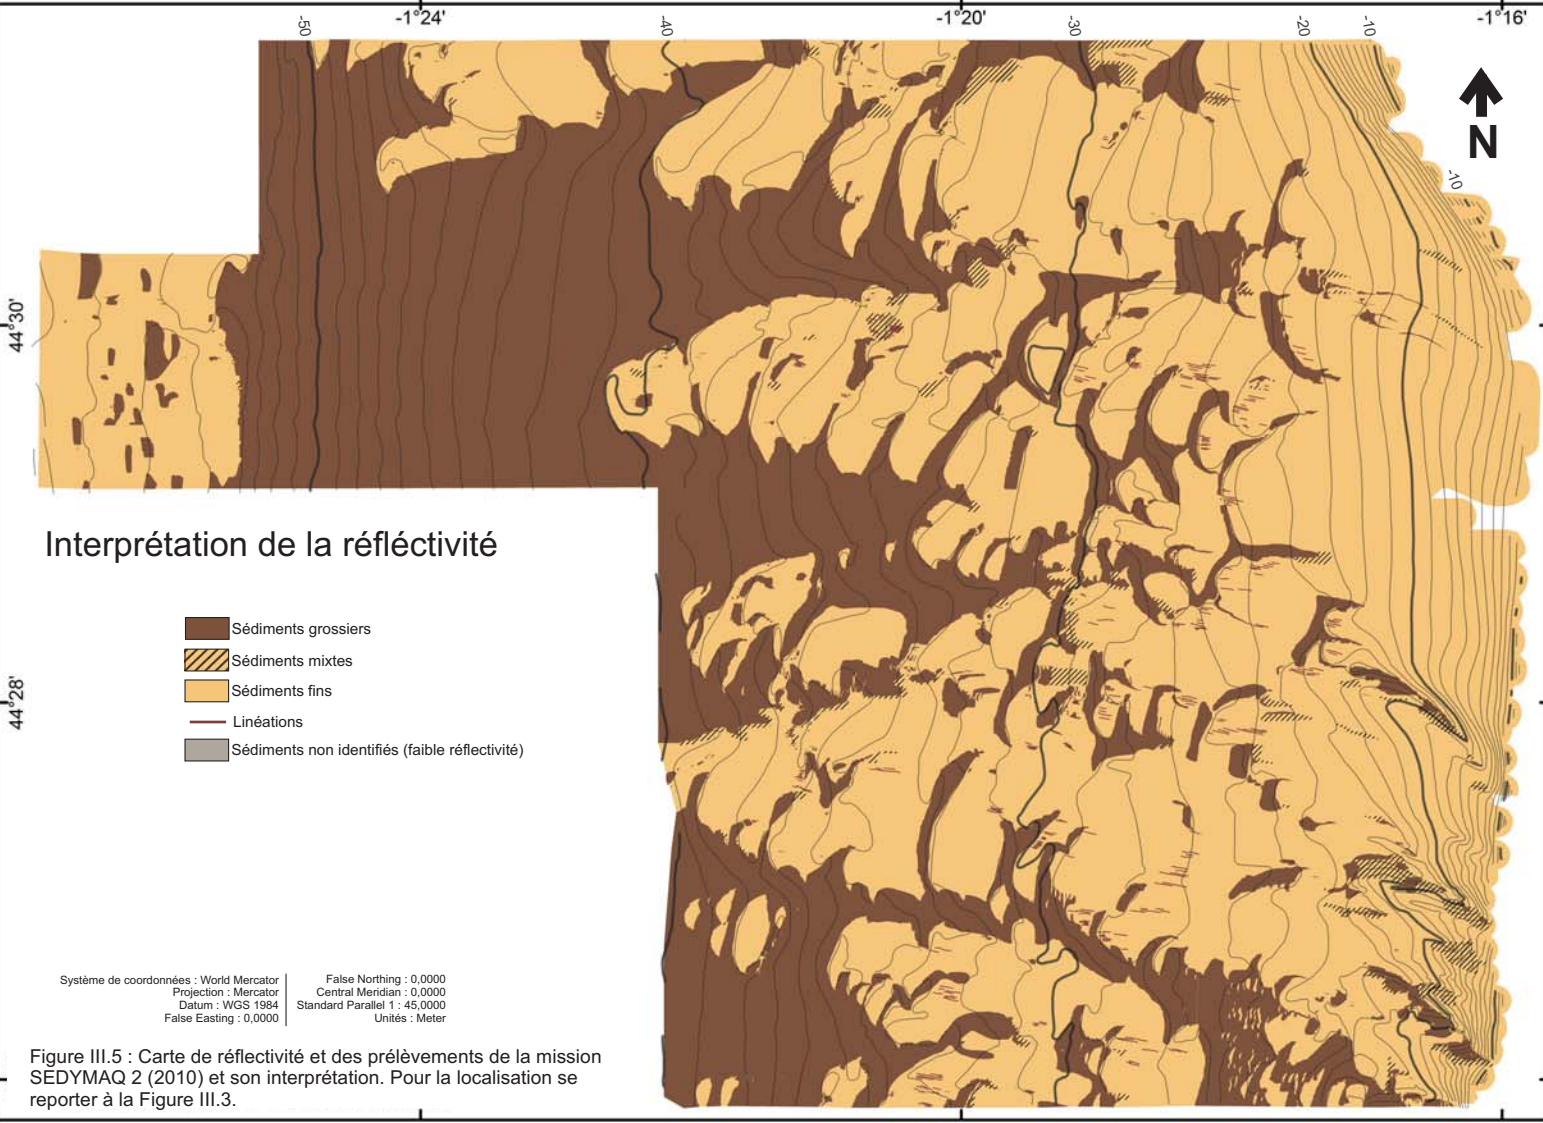 -1°24'
-1°20'
-1°16'
-50
-40
-30
-20
-10
N
-10
44°30'
Interprétation de la réfléctivité
Sédiments grossiers
Sédiments mixtes
Sédiments fins
Linéations
Sédiments non identifiés (faible réflectivité)
44°28'
Système de coordonnées : World Mercator
Projection : Mercator
Datum : WGS 1984
False Easting : 0,0000
False Northing : 0,0000
Central Meridian : 0,0000
Standard Parallel 1 : 45,0000
Unités : Meter
Figure III.5 : Carte de réflectivité et des prélèvements de la mission
SEDYMAQ 2 (2010) et son interprétation. Pour la localisation se
reporter à la Figure III.3.